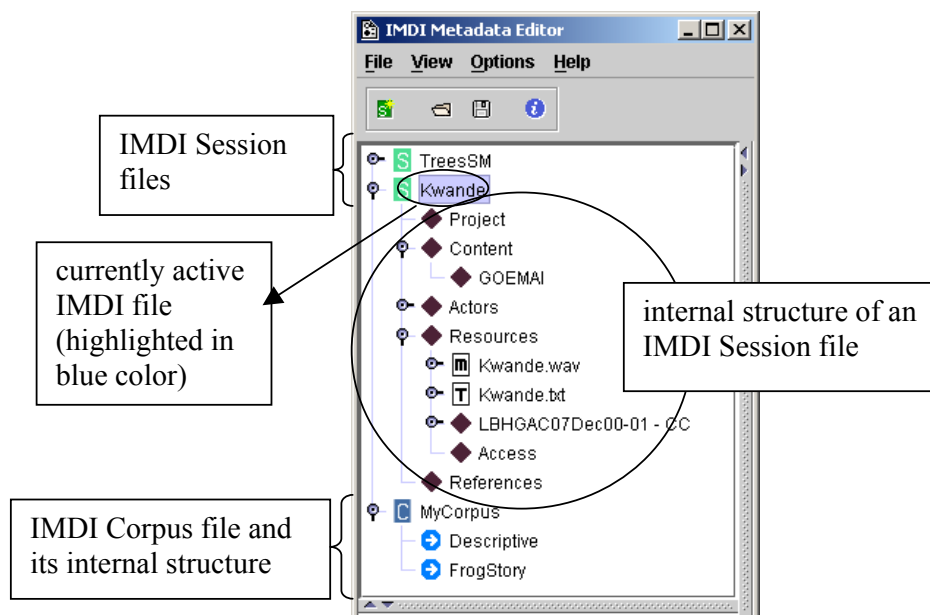 IMDI Metadata Editor
File View Options Help
S
i
IMDI Session
files
S TreesSM
S Kwande
Project
Content
GOEMAI
Actors
Resources
m Kwande.wav
T Kwande.txt
LBHGAC07Dec00-01 - CC
Access
References
C MyCorpus
Descriptive
FrogStory
currently active
IMDI file
(highlighted in
blue color)
internal structure of an
IMDI Session file
IMDI Corpus file and
its internal structure